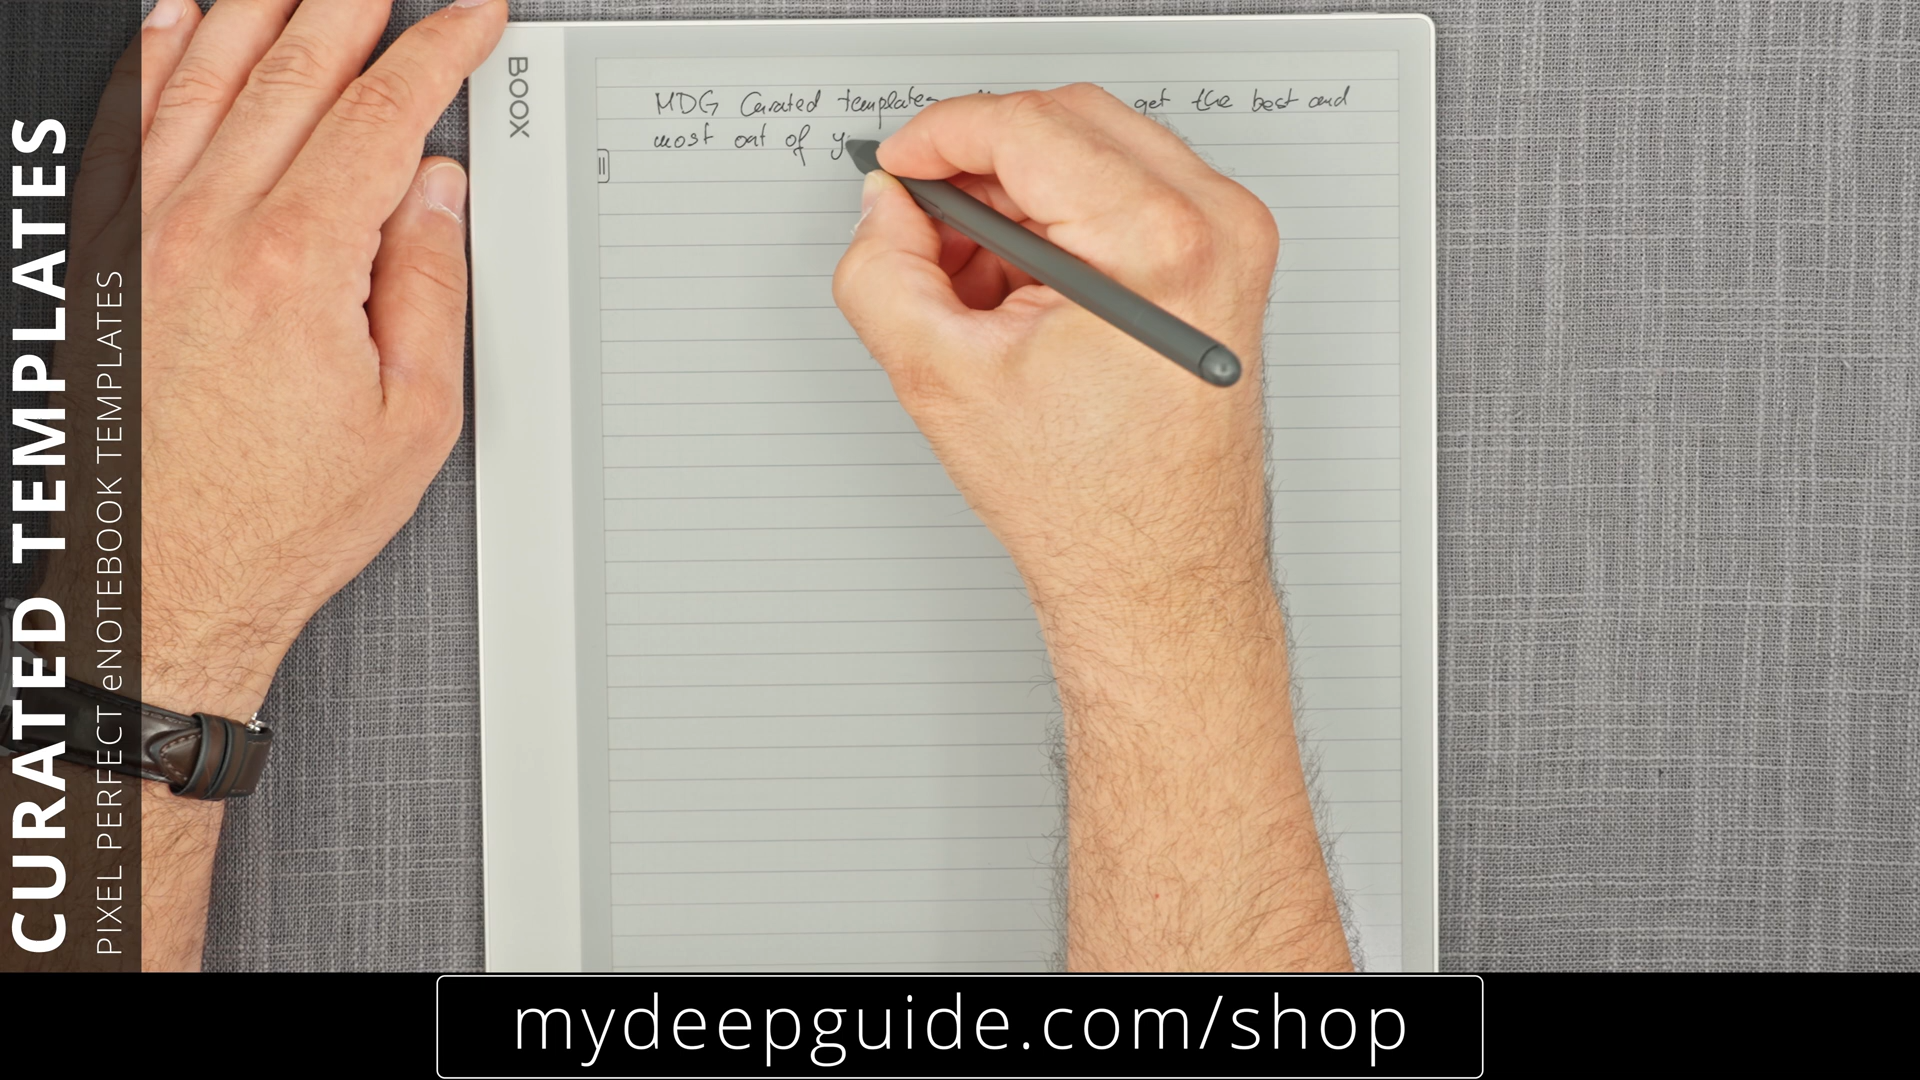 CURATED TEMPLATES
PIXEL PERFECT eNOTEBOOK TEMPLATES
BOOX
MDG Curated templates get the best and
most out of y
mydeepguide.com/shop